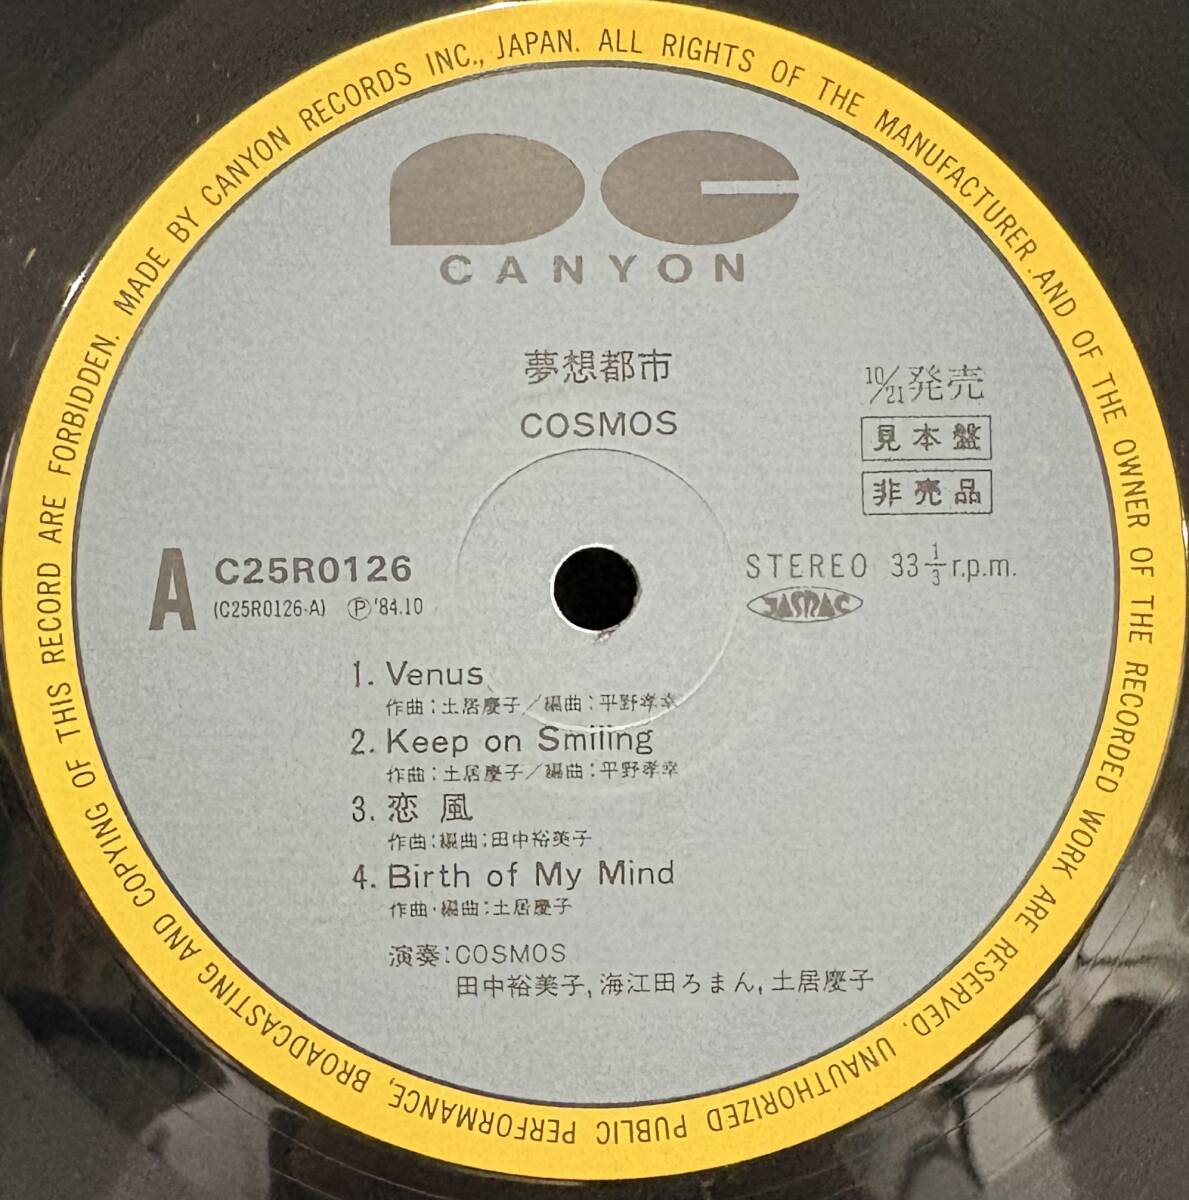 MADE BY CANYON RECORDS INC., JAPAN. ALL RIGHTS OF THE MANUFACTURER AND OF THE OWNER OF THE RECORDED WORK ARE RESERVED. UNAUTHORIZED PUBLIC PERFORMANCE, BROADCASTING AND COPYING OF THIS RECORD ARE FORBIDDEN.
CANYON
夢想都市
COSMOS
10/21発売
見本盤
非売品
A C25R0126
(C25R0126-A) Ⓟ'84.10
STEREO 33 1/3 r.p.m.
JASRAC
1. Venus
作曲：土居慶子／編曲：平野孝幸
2. Keep on Smiling
作曲：土居慶子／編曲：平野孝幸
3. 恋風
作曲：編曲：田中裕美子
4. Birth of My Mind
作曲・編曲：土居慶子
演奏：COSMOS
田中裕美子, 海江田ろまん, 土居慶子